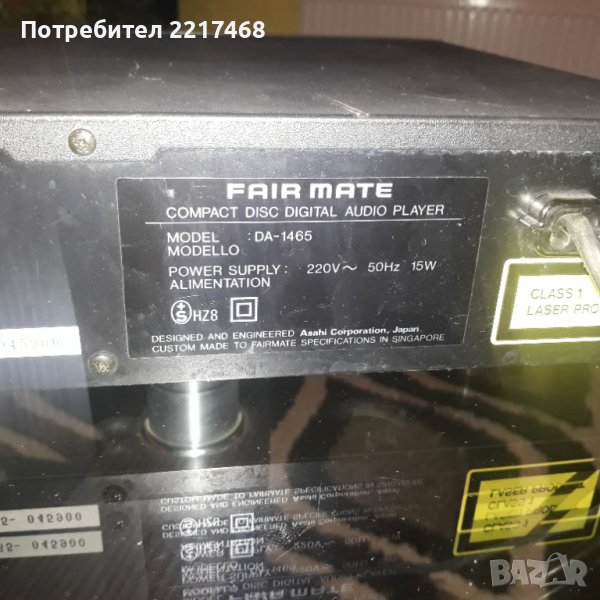 Потребител 2217468
FAIR MATE
COMPACT DISC DIGITAL AUDIO PLAYER
MODEL : DA-1465
MODELLO
POWER SUPPLY: 220V~ 50Hz 15W
ALIMENTATION
S HZ8
DESIGNED AND ENGINEERED Asahi Corporation, Japan
CUSTOM MADE TO FAIRMATE SPECIFICATIONS IN SINGAPORE
CLASS 1
LASER PRO
BAZAR